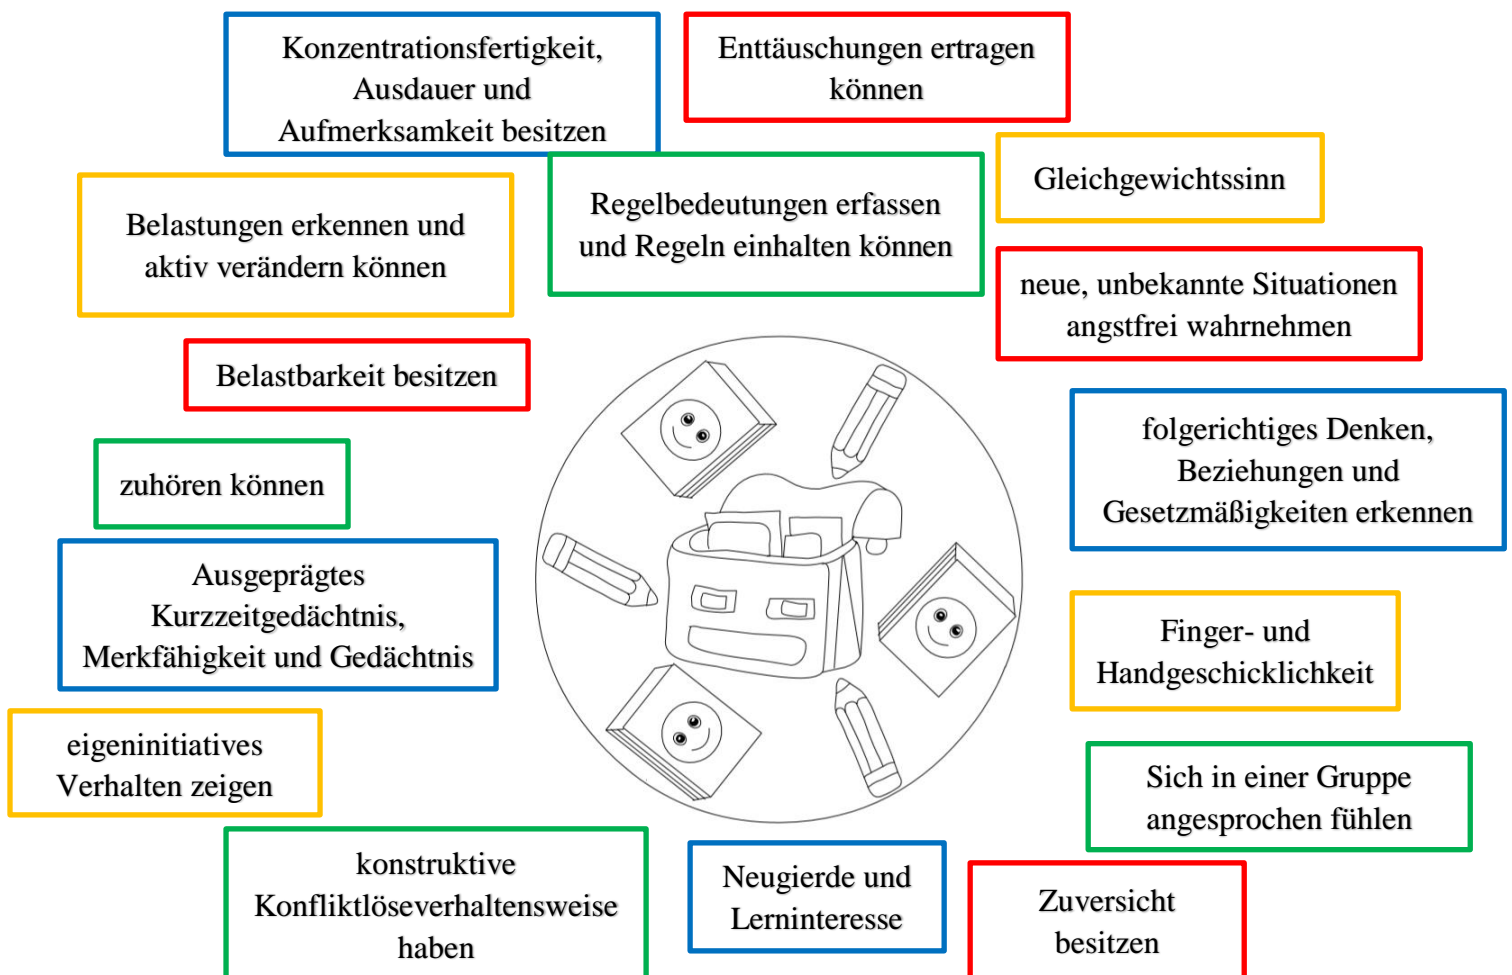 Konzentrationsfertigkeit,
Ausdauer und
Aufmerksamkeit besitzen
Enttäuschungen ertragen
können
Gleichgewichtssinn
Regelbedeutungen erfassen
und Regeln einhalten können
Belastungen erkennen und
aktiv verändern können
neue, unbekannte Situationen
angstfrei wahrnehmen
Belastbarkeit besitzen
folgerichtiges Denken,
Beziehungen und
Gesetzmäßigkeiten erkennen
zuhören können
Ausgeprägtes
Kurzzeitgedächtnis,
Merkfähigkeit und Gedächtnis
Finger- und
Handgeschicklichkeit
eigeninitiatives
Verhalten zeigen
Sich in einer Gruppe
angesprochen fühlen
konstruktive
Konfliktlöseverhaltensweise
haben
Neugierde und
Lerninteresse
Zuversicht
besitzen